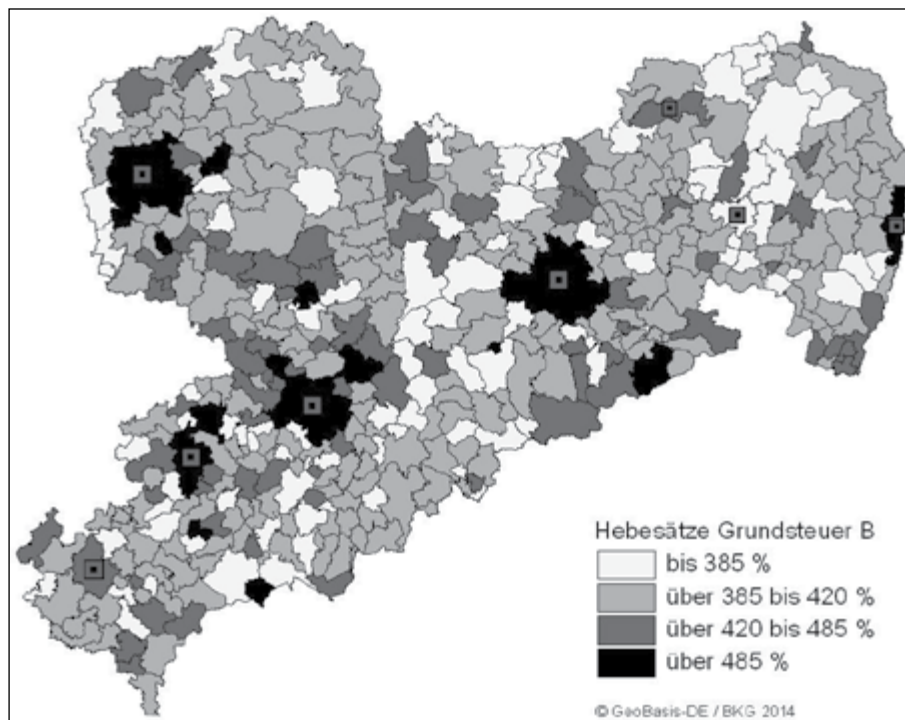 Hebesätze Grundsteuer B
bis 385 %
über 385 bis 420 %
über 420 bis 485 %
über 485 %
© GeoBasis-DE / BKG 2014